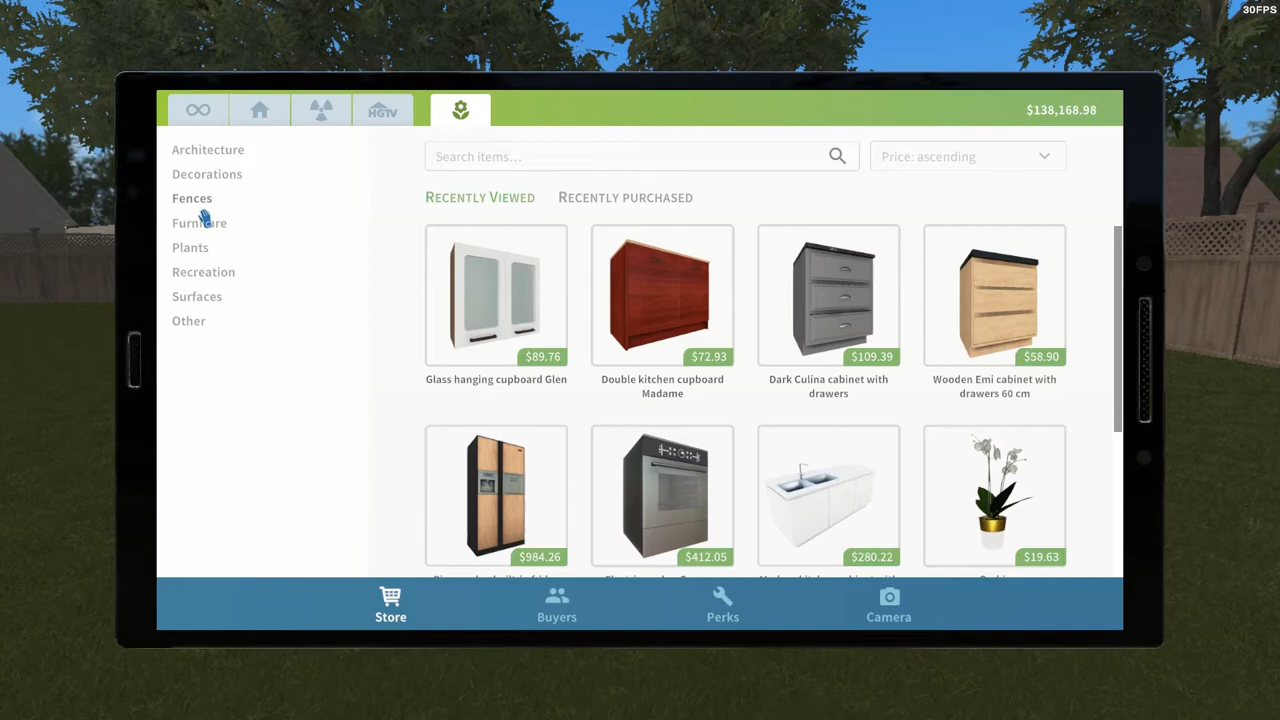 30FPS
HGTV
$138,168.98
Architecture
Decorations
Fences
Furniture
Plants
Recreation
Surfaces
Other
Search items...
Price: ascending
RECENTLY VIEWED
RECENTLY PURCHASED
$89.76
$72.93
$109.39
$58.90
Glass hanging cupboard Glen
Double kitchen cupboard
Madame
Dark Culina cabinet with
drawers
Wooden Emi cabinet with
drawers 60 cm
$984.26
$412.05
$280.22
$19.63
Store
Buyers
Perks
Camera